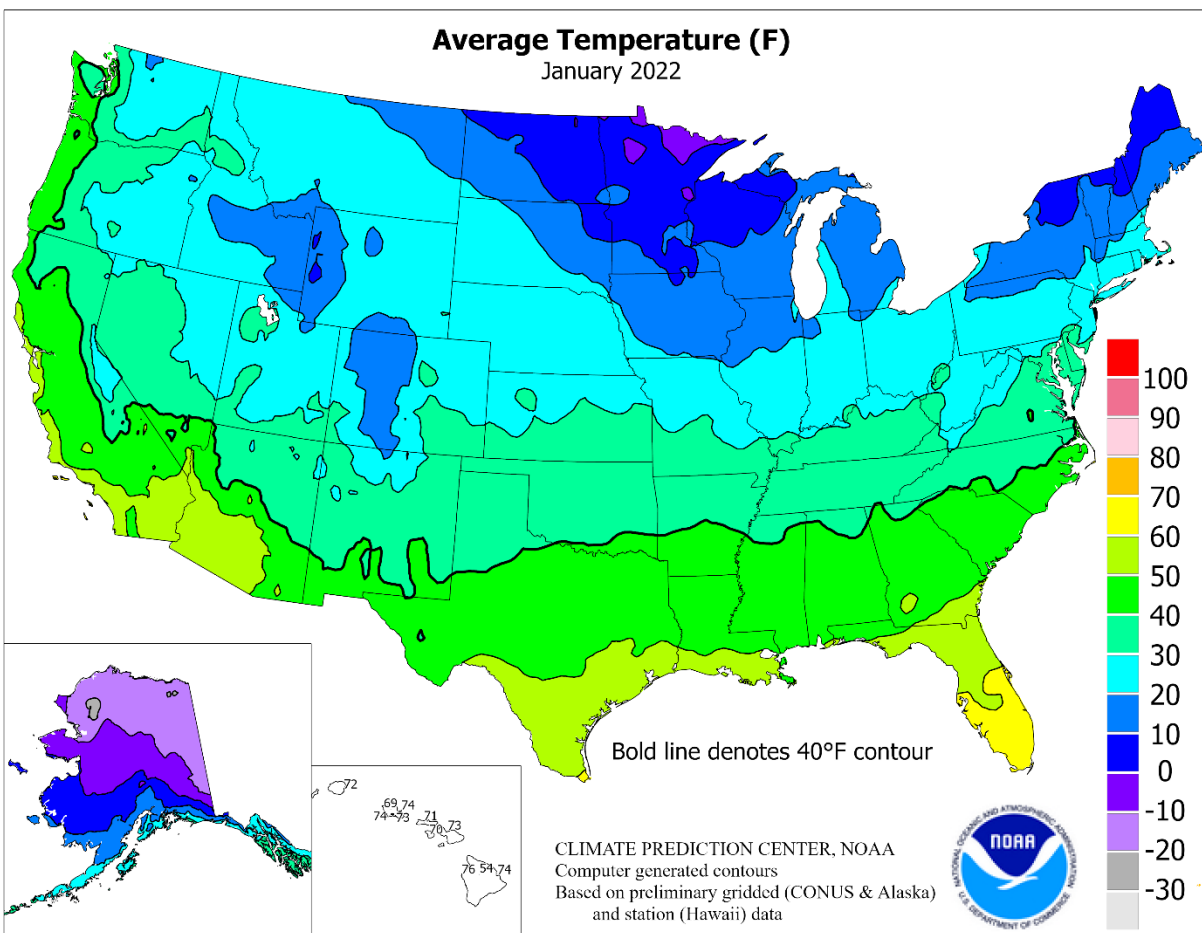 Average Temperature (F)
January 2022
100
90
80
70
60
50
40
30
20
10
0
-10
-20
-30
Bold line denotes 40°F contour
72
69 74
74 73
71
70 73
76 54 74
CLIMATE PREDICTION CENTER, NOAA
Computer generated contours
Based on preliminary gridded (CONUS & Alaska)
and station (Hawaii) data
NATIONAL OCEANIC AND ATMOSPHERIC ADMINISTRATION
NOAA
U.S. DEPARTMENT OF COMMERCE